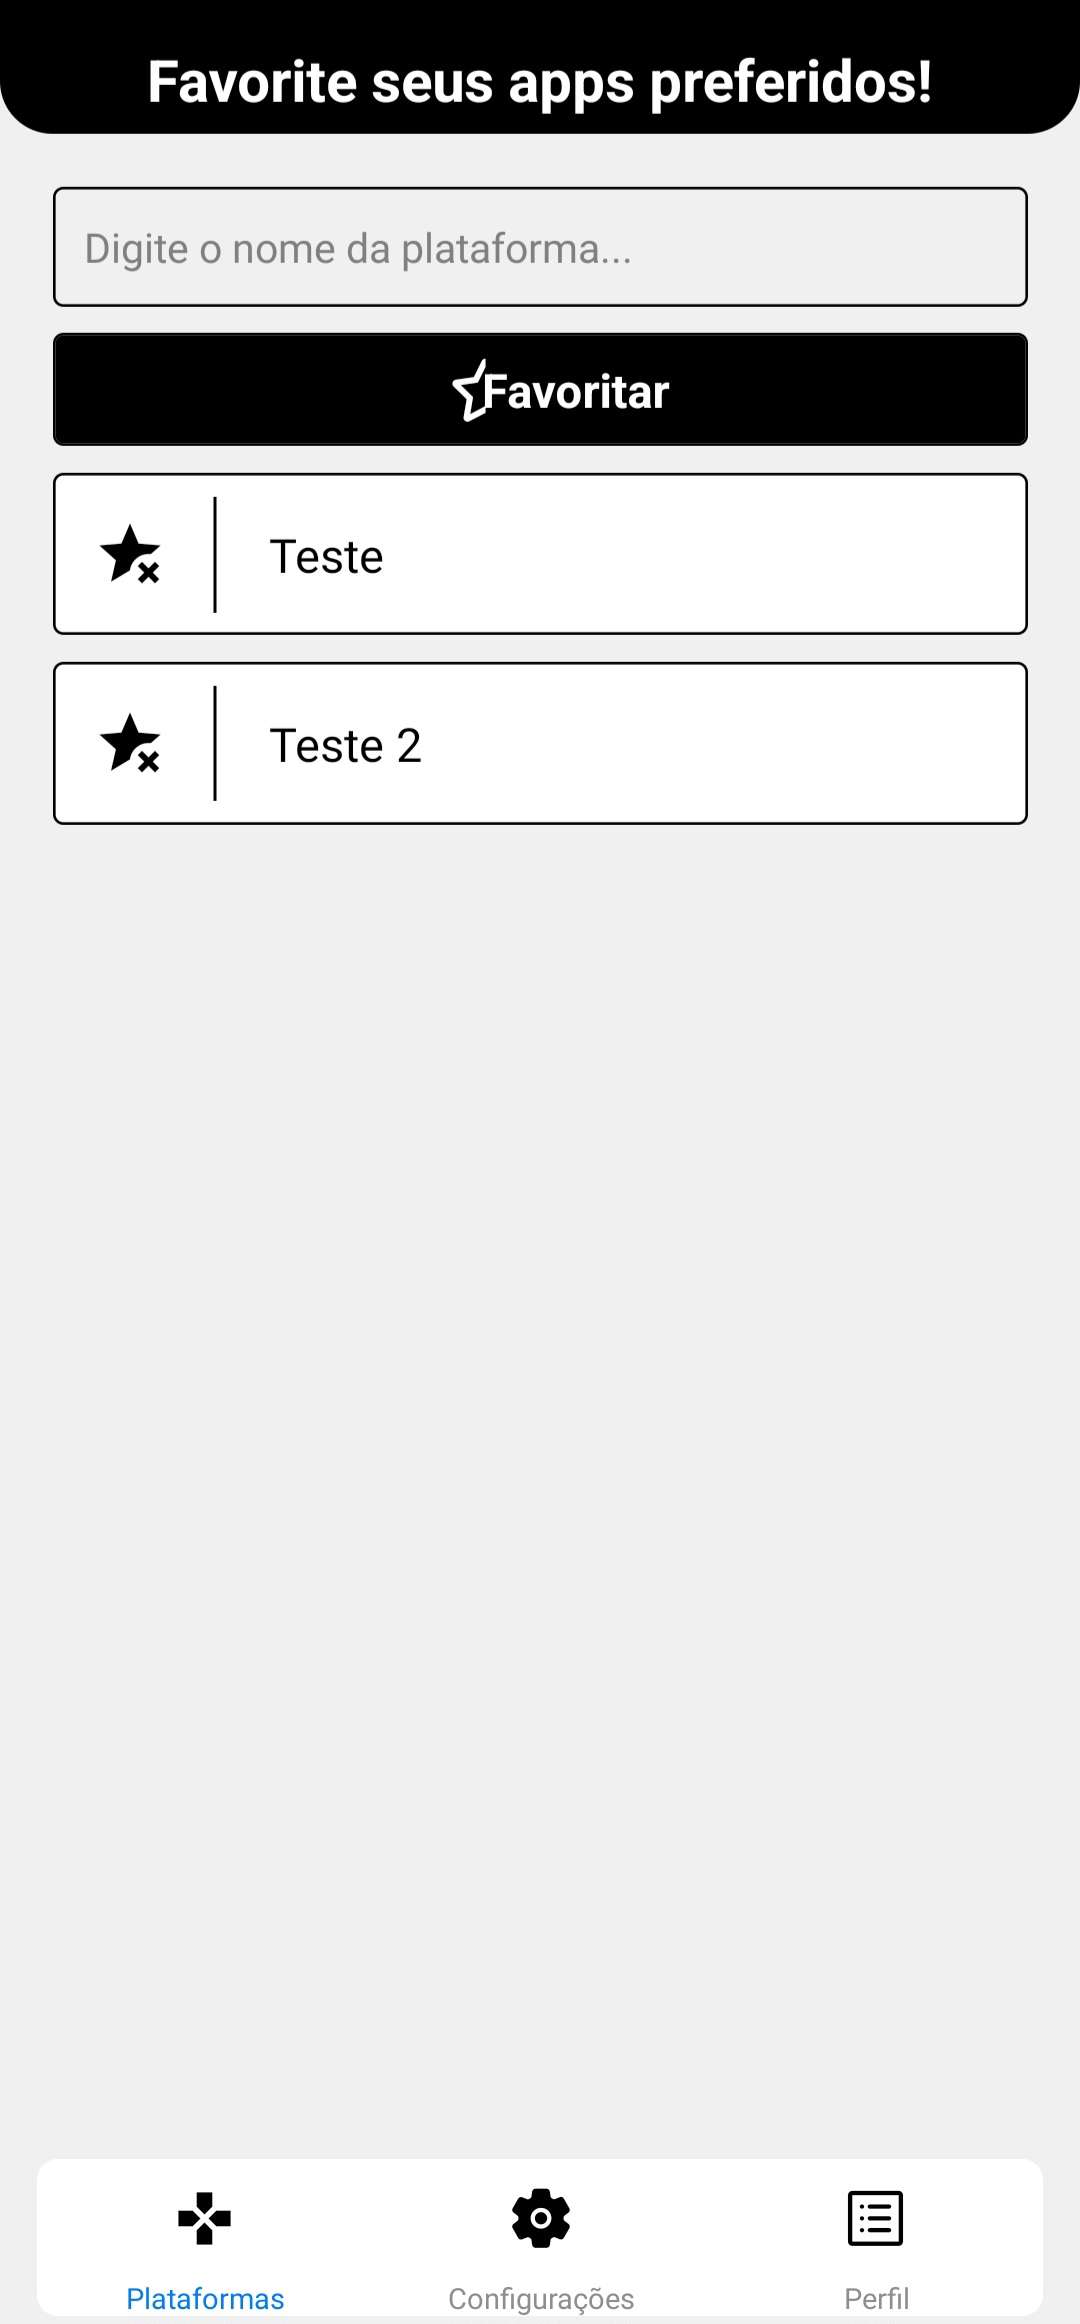 Favorite seus apps preferidos!
Digite o nome da plataforma...
Favoritar
Teste
Teste 2
Plataformas
Configurações
Perfil